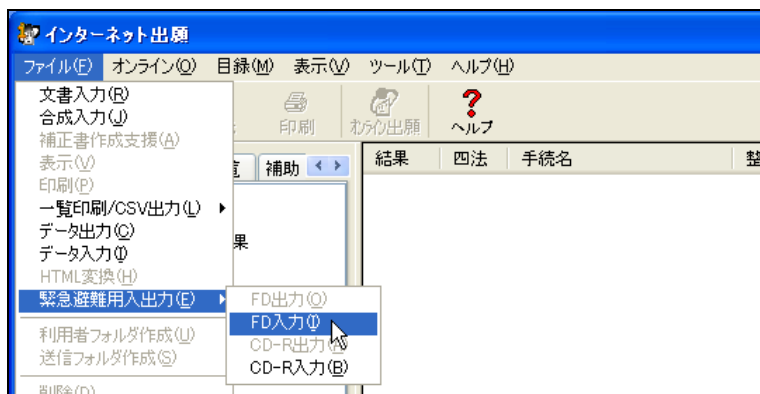 インターネット出願
ファイル(F) オンライン(O) 目録(M) 表示(V) ツール(T) ヘルプ(H)
文書入力(R)
合成入力(J)
補正書作成支援(A)
表示(V)
印刷(P)
一覧印刷/CSV出力(L)
データ出力(C)
データ入力(I)
HTML変換(H)
緊急避難用入出力(E)
利用者フォルダ作成(U)
送信フォルダ作成(S)
削除(D)
印刷 オンライン出願 ヘルプ
覧 補助
果
結果 四法 手続名 整
FD出力(O)
FD入力(I)
CD-R出力(A)
CD-R入力(B)